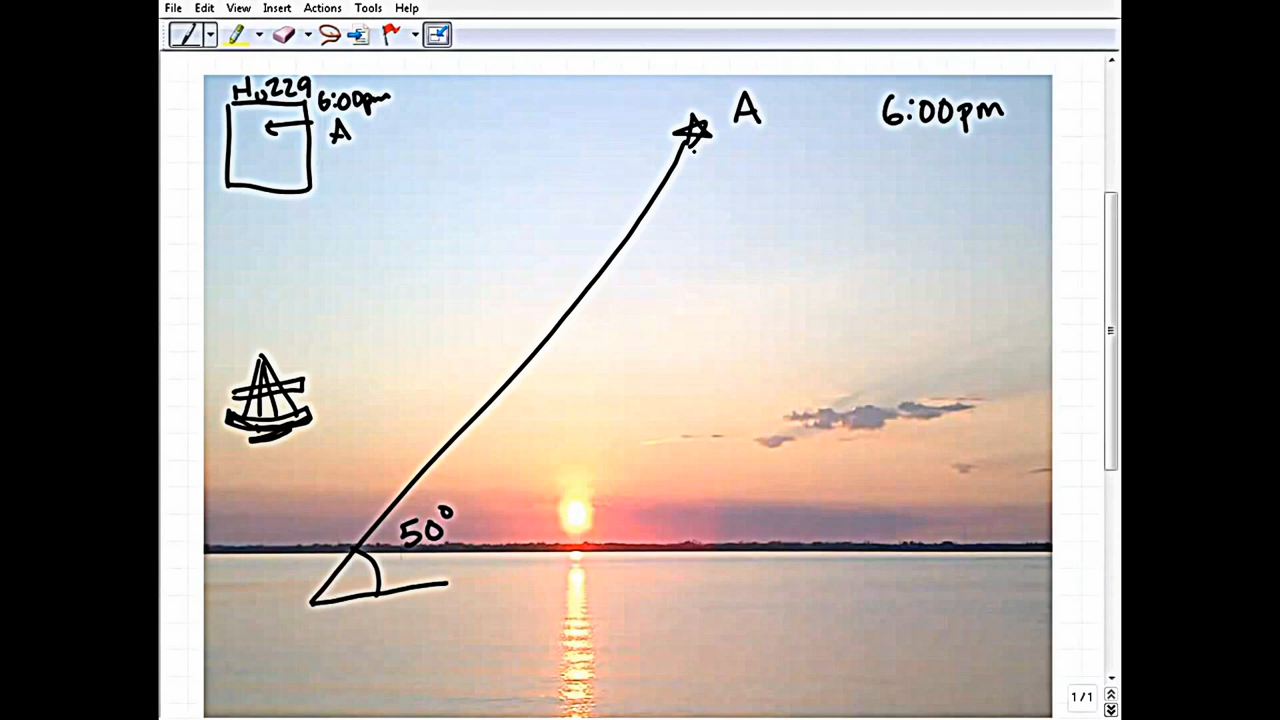 File Edit View Insert Actions Tools Help
H.O 229
6:00pm
A
A
6:00pm
50°
1/1